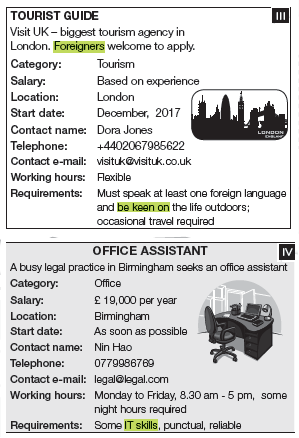 TOURIST GUIDE
III
Visit UK – biggest tourism agency in
London. Foreigners welcome to apply.
Category: Tourism
Salary: Based on experience
Location: London
Start date: December, 2017
Contact name: Dora Jones
Telephone: +4402067985622
Contact e-mail: visituk@visituk.co.uk
Working hours: Flexible
Requirements: Must speak at least one foreign language
and be keen on the life outdoors;
occasional travel required
LONDON
ENGLAND
OFFICE ASSISTANT
IV
A busy legal practice in Birmingham seeks an office assistant
Category: Office
Salary: £ 19,000 per year
Location: Birmingham
Start date: As soon as possible
Contact name: Nin Hao
Telephone: 0779986769
Contact e-mail: legal@legal.com
Working hours: Monday to Friday, 8.30 am - 5 pm, some
night hours required
Requirements: Some IT skills, punctual, reliable